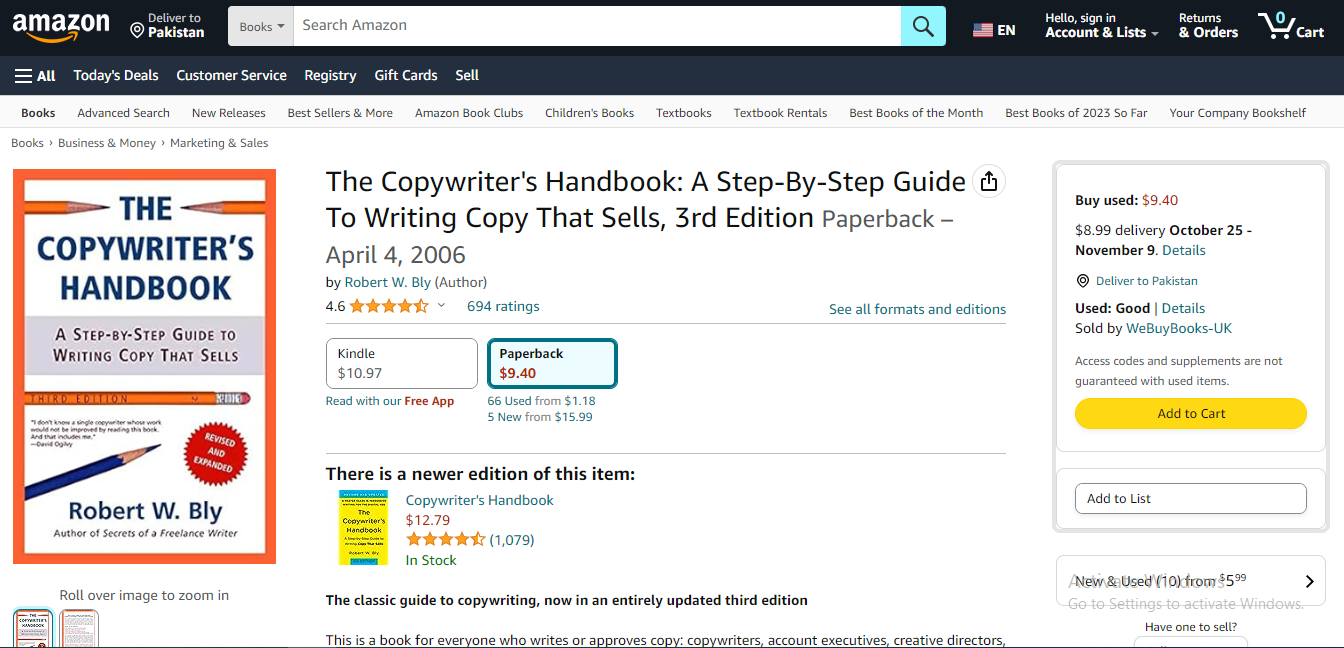 amazon
Deliver to
Pakistan
Books
Search Amazon
EN
Hello, sign in
Account & Lists
Returns
& Orders
0
Cart
All
Today's Deals
Customer Service
Registry
Gift Cards
Sell
Books
Advanced Search
New Releases
Best Sellers & More
Amazon Book Clubs
Children's Books
Textbooks
Textbook Rentals
Best Books of the Month
Best Books of 2023 So Far
Your Company Bookshelf
Books › Business & Money › Marketing & Sales
THE
COPYWRITER'S
HANDBOOK
A STEP-BY-STEP GUIDE TO
WRITING COPY THAT SELLS
THIRD EDITION
"I don't know a single copywriter whose work
would not be improved by reading this book.
And that includes me."
—David Ogilvy
REVISED
AND
EXPANDED
Robert W. Bly
Author of Secrets of a Freelance Writer
Roll over image to zoom in
The Copywriter's Handbook: A Step-By-Step Guide
To Writing Copy That Sells, 3rd Edition Paperback –
April 4, 2006
by Robert W. Bly (Author)
4.6
694 ratings
See all formats and editions
Kindle
$10.97
Read with our Free App
Paperback
$9.40
66 Used from $1.18
5 New from $15.99
There is a newer edition of this item:
The
Copywriter's
Handbook
Robert W. Bly
Copywriter's Handbook
$12.79
(1,079)
In Stock
The classic guide to copywriting, now in an entirely updated third edition
This is a book for everyone who writes or approves copy: copywriters, account executives, creative directors,
Buy used: $9.40
$8.99 delivery October 25 -
November 9. Details
Deliver to Pakistan
Used: Good | Details
Sold by WeBuyBooks-UK
Access codes and supplements are not
guaranteed with used items.
Add to Cart
Add to List
New & Used (10) from $5.99
Activate Windows
Go to Settings to activate Windows.
Have one to sell?